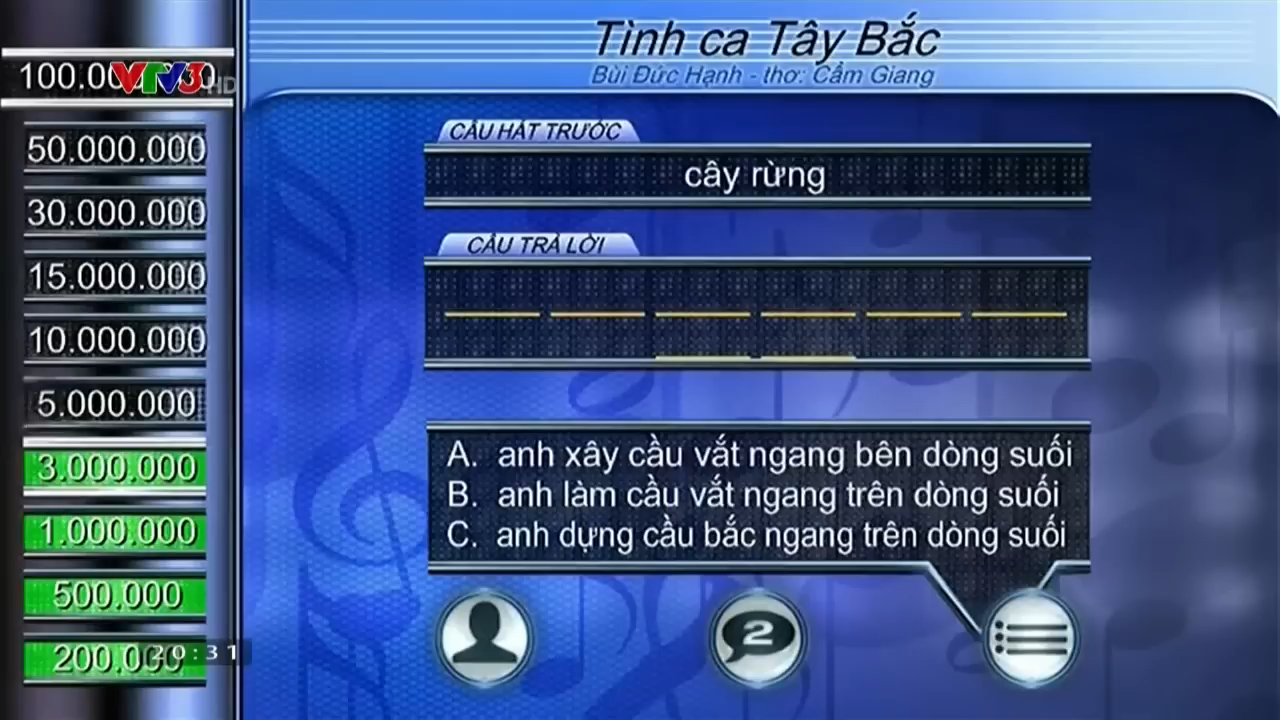 Tình ca Tây Bắc
Bùi Đức Hạnh - thơ: Cầm Giang
VTV3 HD
50.000.000
30.000.000
15.000.000
10.000.000
5.000.000
3.000.000
1.000.000
500.000
200.000
20:31
CÂU HÁT TRƯỚC
cây rừng
CÂU TRẢ LỜI
A. anh xây cầu vắt ngang bên dòng suối
B. anh làm cầu vắt ngang trên dòng suối
C. anh dựng cầu bắc ngang trên dòng suối
2